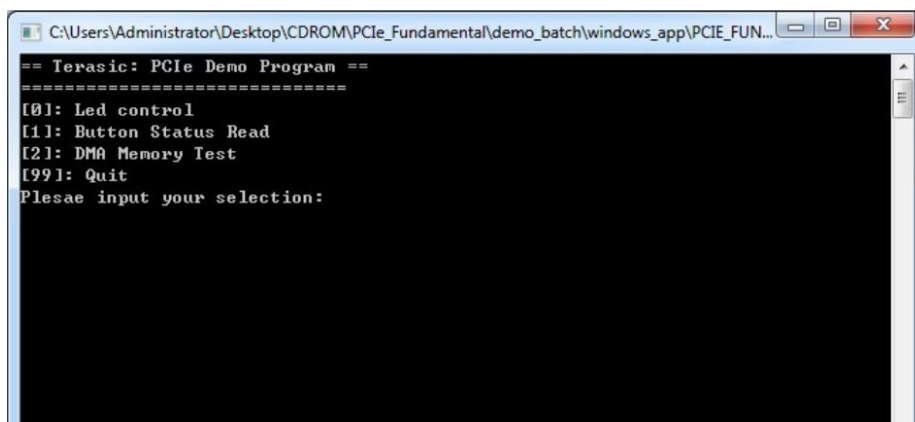 C:\Users\Administrator\Desktop\CDROM\PCIe_Fundamental\demo_batch\windows_app\PCIE_FUN...
== Terasic: PCIe Demo Program ==
==============================
[0]: Led control
[1]: Button Status Read
[2]: DMA Memory Test
[99]: Quit
Plesae input your selection: